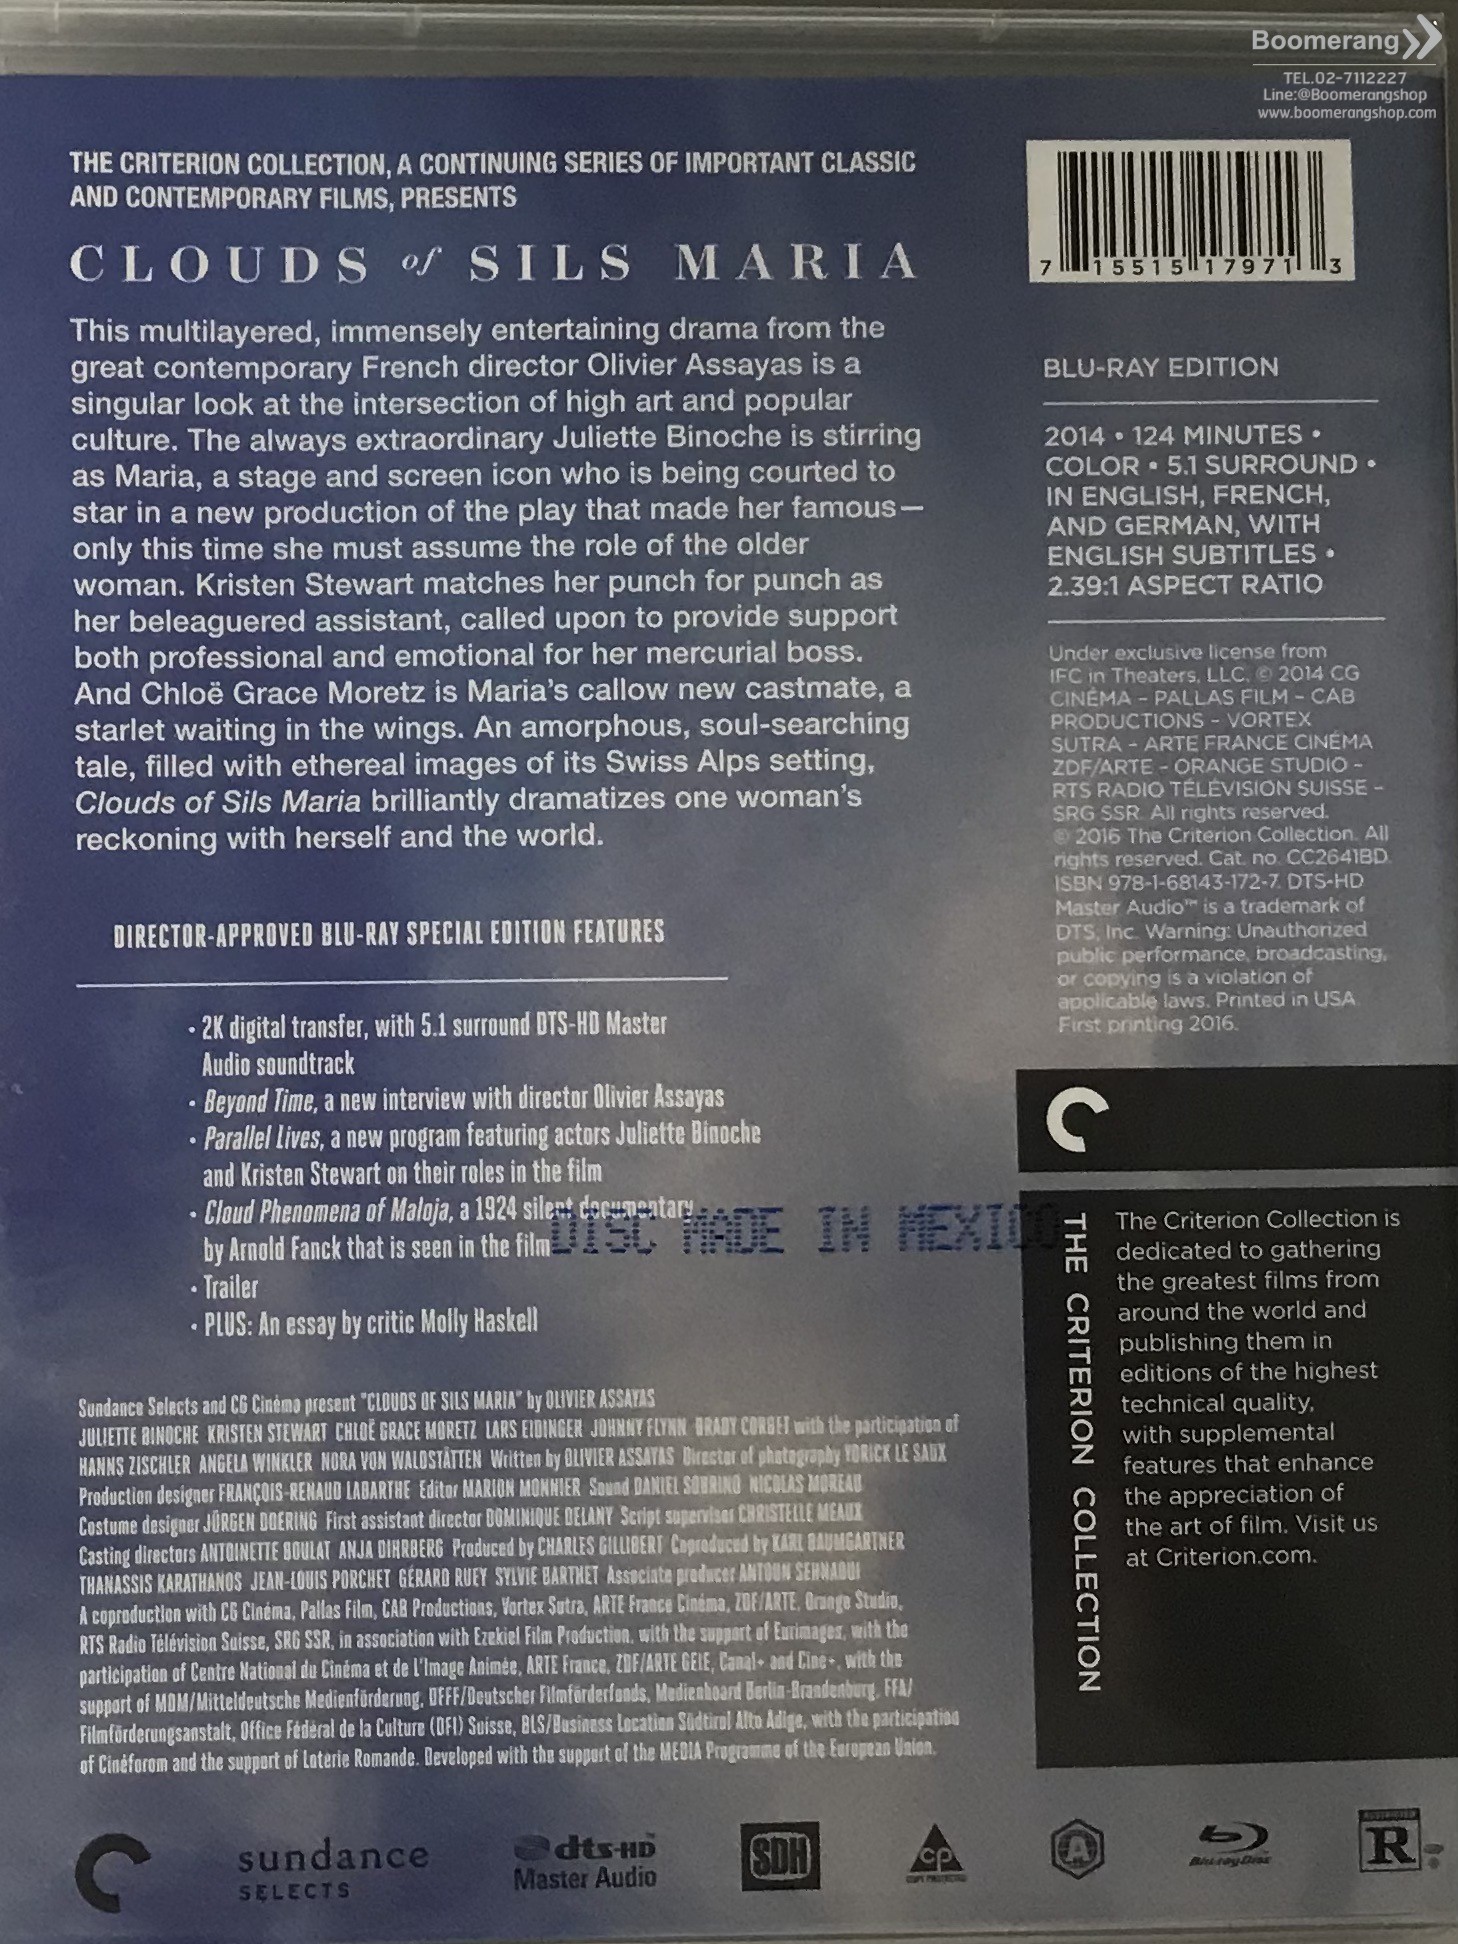 Boomerang
TEL.02-7112227
Line:@Boomerangshop
www.boomerangshop.com
THE CRITERION COLLECTION, A CONTINUING SERIES OF IMPORTANT CLASSIC
AND CONTEMPORARY FILMS, PRESENTS
CLOUDS of SILS MARIA
This multilayered, immensely entertaining drama from the
great contemporary French director Olivier Assayas is a
singular look at the intersection of high art and popular
culture. The always extraordinary Juliette Binoche is stirring
as Maria, a stage and screen icon who is being courted to
star in a new production of the play that made her famous—
only this time she must assume the role of the older
woman. Kristen Stewart matches her punch for punch as
her beleaguered assistant, called upon to provide support
both professional and emotional for her mercurial boss.
And Chloë Grace Moretz is Maria's callow new castmate, a
starlet waiting in the wings. An amorphous, soul-searching
tale, filled with ethereal images of its Swiss Alps setting,
Clouds of Sils Maria brilliantly dramatizes one woman's
reckoning with herself and the world.
DIRECTOR-APPROVED BLU-RAY SPECIAL EDITION FEATURES
• 2K digital transfer, with 5.1 surround DTS-HD Master
Audio soundtrack
• Beyond Time, a new interview with director Olivier Assayas
• Parallel Lives, a new program featuring actors Juliette Binoche
and Kristen Stewart on their roles in the film
• Cloud Phenomena of Maloja, a 1924 silent documentary
by Arnold Fanck that is seen in the film
• Trailer
• PLUS: An essay by critic Molly Haskell
DISC MADE IN MEXICO
Sundance Selects and CG Cinéma present "CLOUDS OF SILS MARIA" by OLIVIER ASSAYAS
JULIETTE BINOCHE KRISTEN STEWART CHLOË GRACE MORETZ LARS EIDINGER JOHNNY FLYNN BRADY CORBET with the participation of
HANNS ZISCHLER ANGELA WINKLER NORA VON WALDSTÄTTEN Written by OLIVIER ASSAYAS Director of photography YORICK LE SAUX
Production designer FRANÇOIS-RENAUD LABARTHE Editor MARION MONNIER Sound DANIEL SOBRINO NICOLAS MOREAU
Costume designer JÜRGEN DOERING First assistant director DOMINIQUE DELANY Script supervisor CHRISTELLE MEAUX
Casting directors ANTOINETTE BOULAT ANJA DIHRBERG Produced by CHARLES GILLIBERT Coproduced by KARL BAUMGARTNER
THANASSIS KARATHANOS JEAN-LOUIS PORCHET GÉRARD RUEY SYLVIE BARTHET Associate producer ANTOUN SEHNAOUI
A coproduction with CG Cinéma, Pallas Film, CAB Productions, Vortex Sutra, ARTE France Cinéma, ZDF/ARTE, Orange Studio,
RTS Radio Télévision Suisse, SRG SSR, in association with Ezekiel Film Production, with the support of Eurimages, with the
participation of Centre National du Cinéma et de L'Image Animée, ARTE France, ZDF/ARTE GEIE, Canal+ and Cine+, with the
support of MDM/Mitteldeutsche Medienförderung, DFFF/Deutscher Filmförderfonds, Medienboard Berlin-Brandenburg, FFA/
Filmförderungsanstalt, Office Fédéral de la Culture (DFI) Suisse, BLS/Business Location Südtirol Alto Adige, with the participation
of Cinéforom and the support of Loterie Romande. Developed with the support of the MEDIA Programme of the European Union.
sundance
SELECTS
dts-HD
Master Audio
SDH
CP
COPY PROTECTED
A
Blu-ray Disc
RESTRICTED
R
7 15515 17971 3
BLU-RAY EDITION
2014 • 124 MINUTES •
COLOR • 5.1 SURROUND •
IN ENGLISH, FRENCH,
AND GERMAN, WITH
ENGLISH SUBTITLES •
2.39:1 ASPECT RATIO
Under exclusive license from
IFC in Theaters, LLC. © 2014 CG
CINÉMA – PALLAS FILM – CAB
PRODUCTIONS – VORTEX
SUTRA – ARTE FRANCE CINÉMA
ZDF/ARTE – ORANGE STUDIO –
RTS RADIO TÉLÉVISION SUISSE –
SRG SSR. All rights reserved.
© 2016 The Criterion Collection. All
rights reserved. Cat. no. CC2641BD.
ISBN 978-1-68143-172-7. DTS-HD
Master Audio™ is a trademark of
DTS, Inc. Warning: Unauthorized
public performance, broadcasting,
or copying is a violation of
applicable laws. Printed in USA.
First printing 2016.
THE CRITERION COLLECTION
The Criterion Collection is
dedicated to gathering
the greatest films from
around the world and
publishing them in
editions of the highest
technical quality,
with supplemental
features that enhance
the appreciation of
the art of film. Visit us
at Criterion.com.